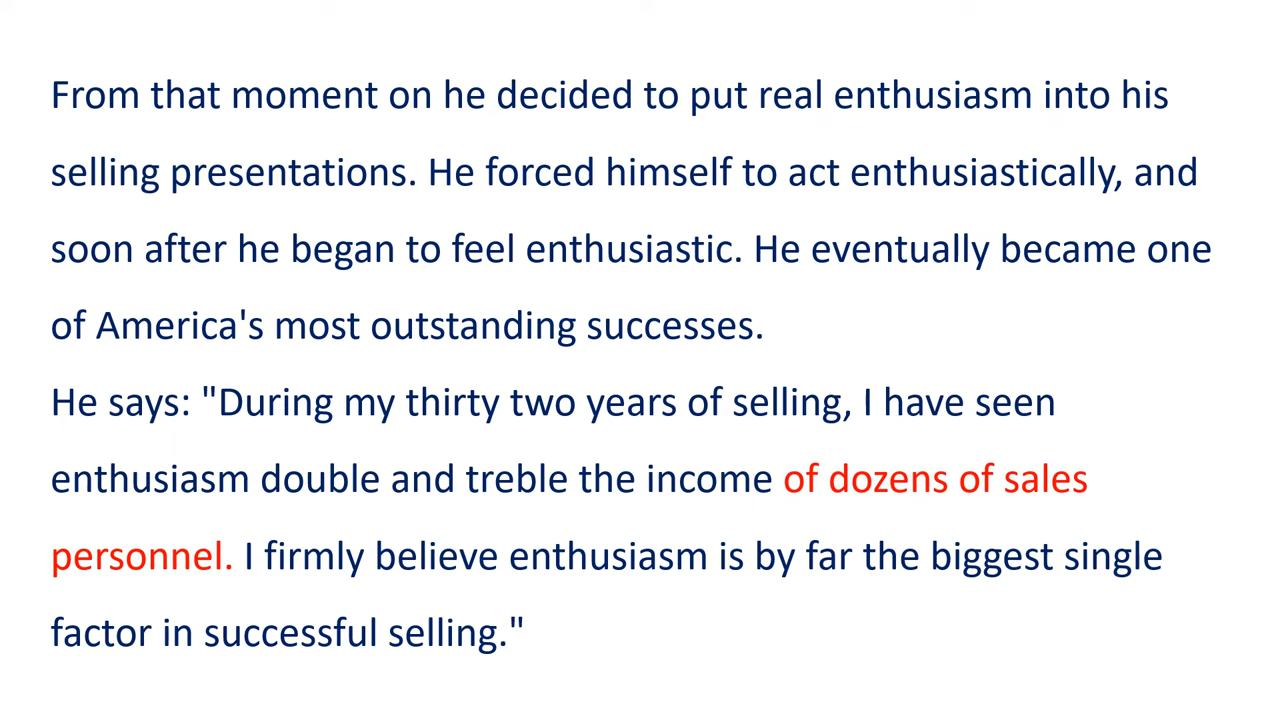 From that moment on he decided to put real enthusiasm into his
selling presentations. He forced himself to act enthusiastically, and
soon after he began to feel enthusiastic. He eventually became one
of America's most outstanding successes.
He says: "During my thirty two years of selling, I have seen
enthusiasm double and treble the income of dozens of sales
personnel. I firmly believe enthusiasm is by far the biggest single
factor in successful selling."